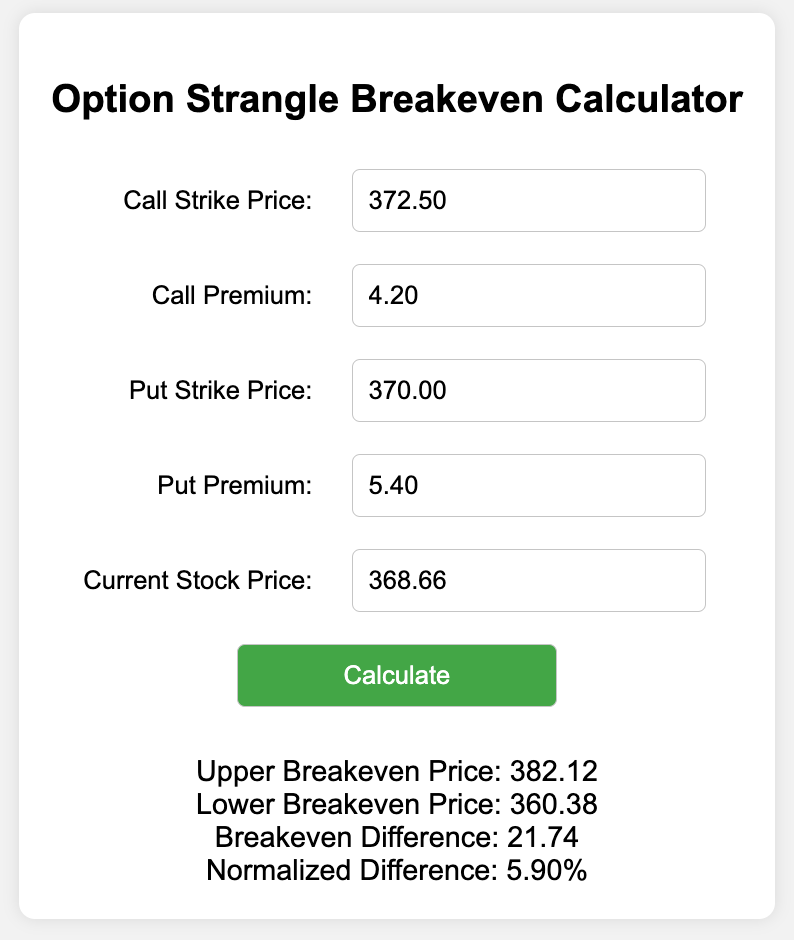 Option Strangle Breakeven Calculator
Call Strike Price: 372.50
Call Premium: 4.20
Put Strike Price: 370.00
Put Premium: 5.40
Current Stock Price: 368.66
Calculate
Upper Breakeven Price: 382.12
Lower Breakeven Price: 360.38
Breakeven Difference: 21.74
Normalized Difference: 5.90%